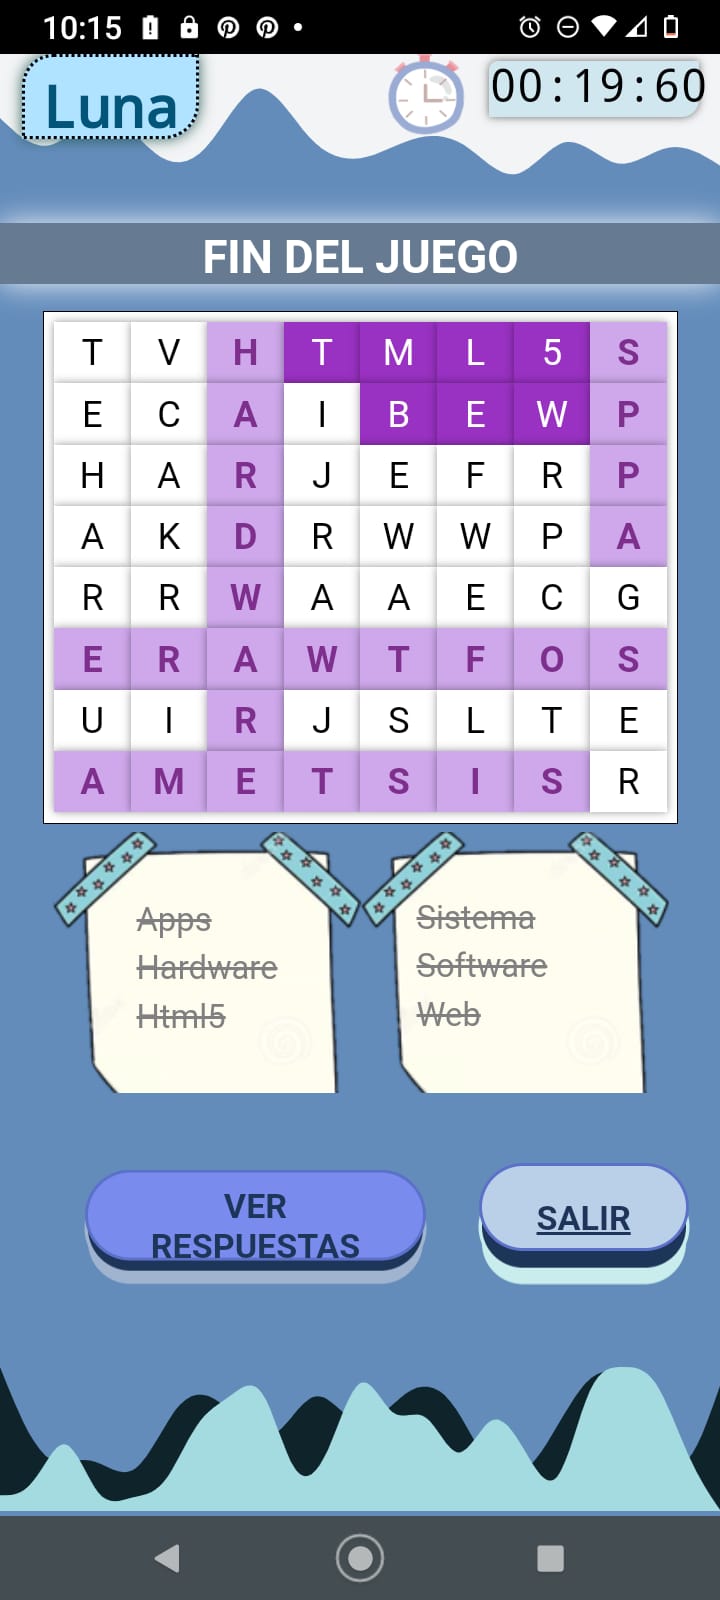 10:15
Luna
00:19:60
FIN DEL JUEGO
T V H T M L 5 S
E C A I B E W P
H A R J E F R P
A K D R W W P A
R R W A A E C G
E R A W T F O S
U I R J S L T E
A M E T S I S R
Apps
Hardware
Html5
Sistema
Software
Web
VER
RESPUESTAS
SALIR